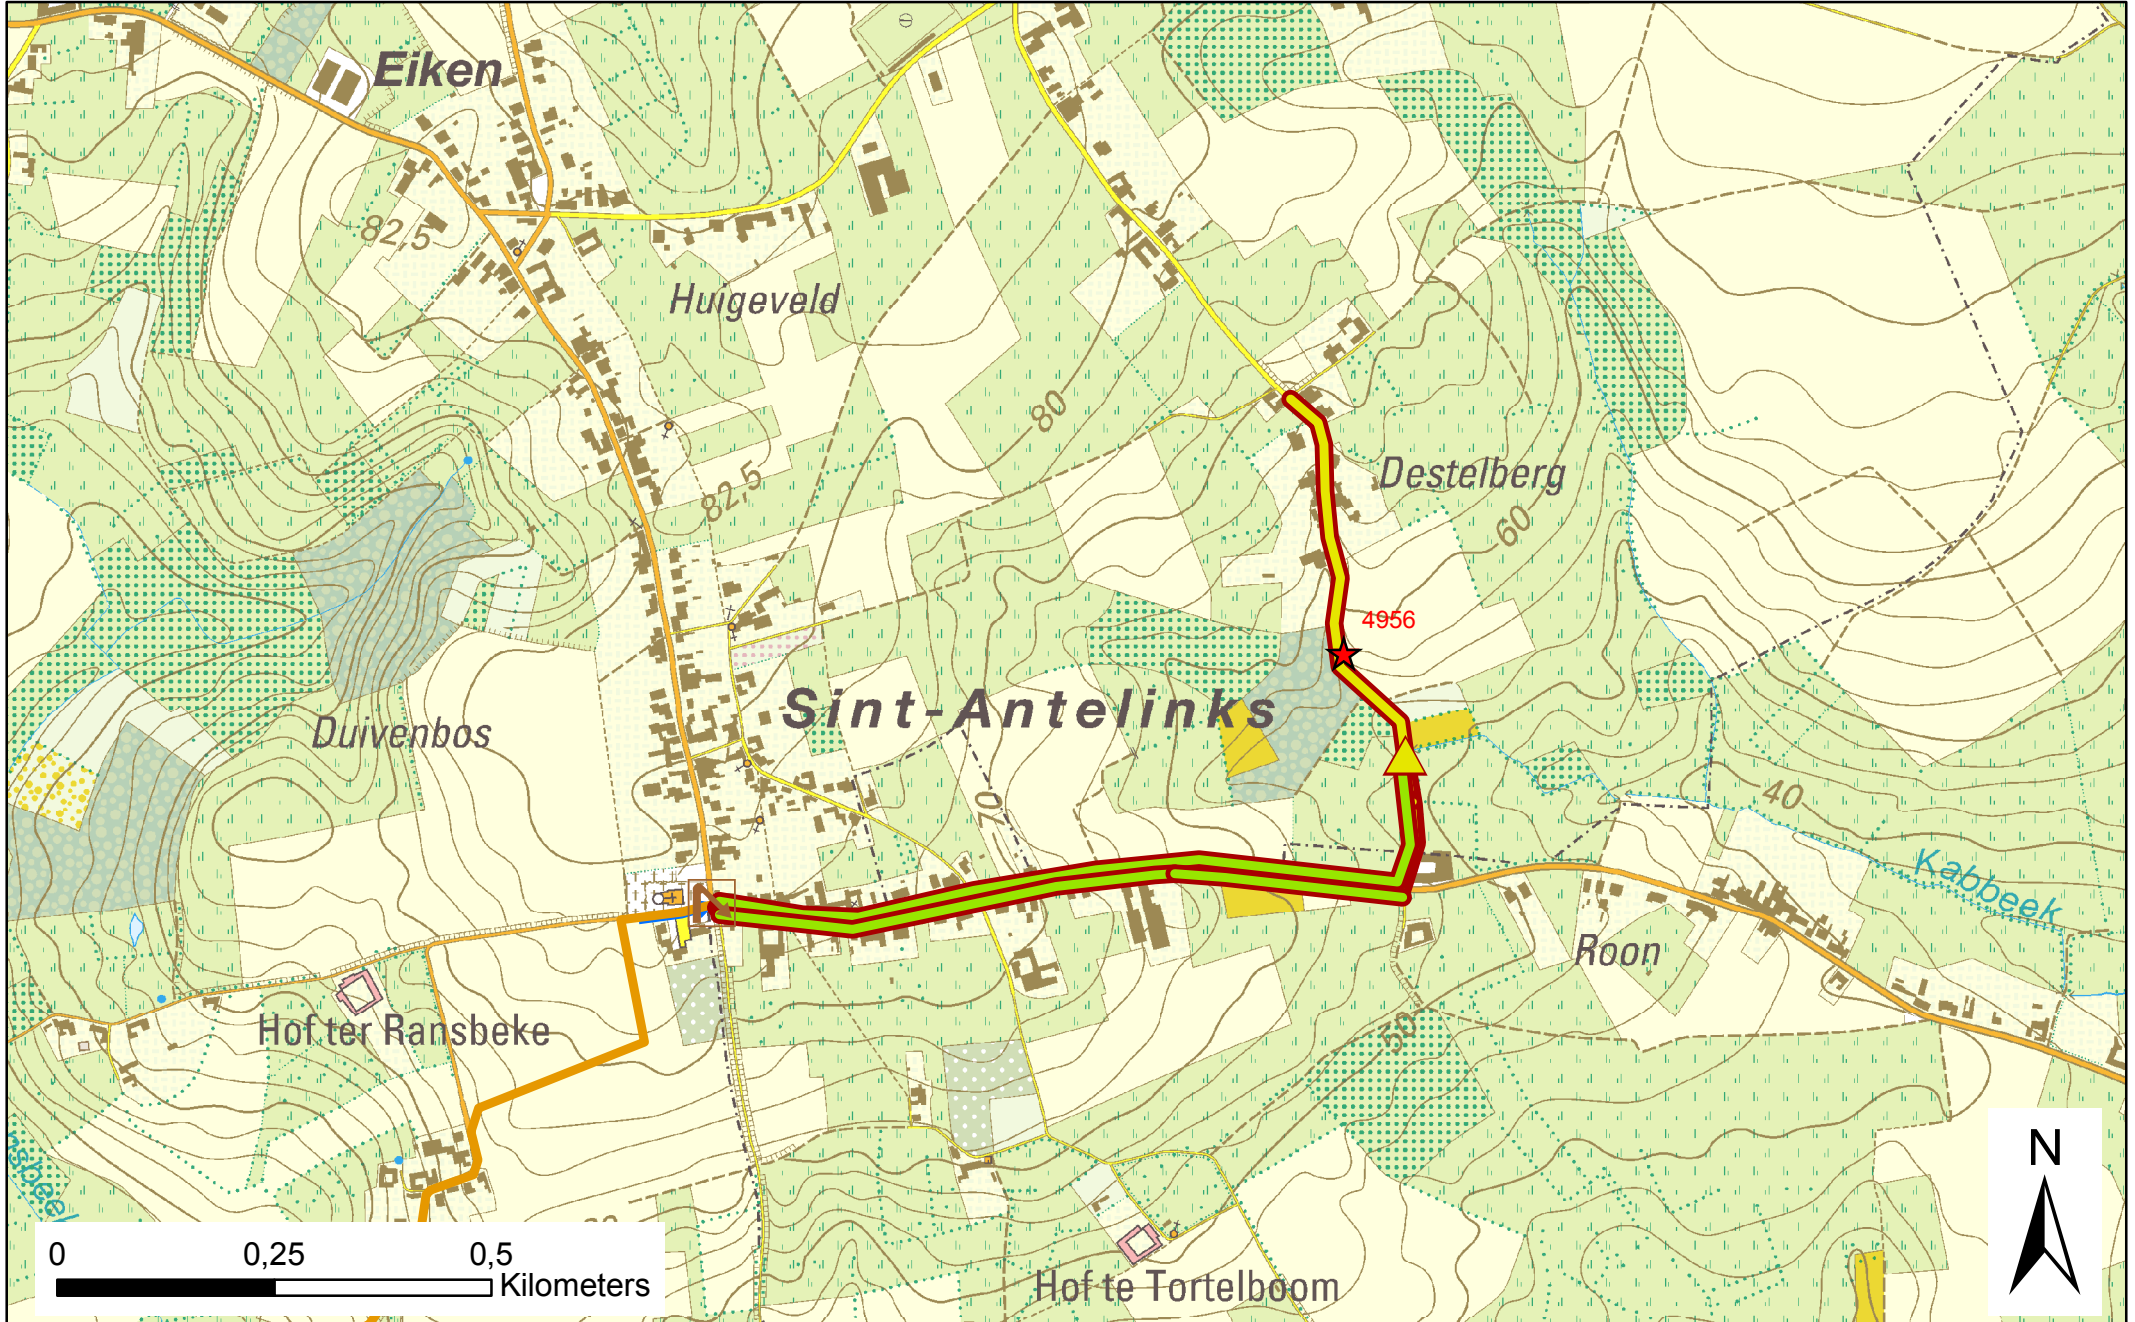 Eiken
82,5
Huigeveld
80
Destelberg
82,5
60
4956
Sint-Antelinks
Duivenbos
70
40
Kabbeek
Roon
Hof ter Ransbeke
50
N
0 0,25 0,5
Kilometers
Hof te Tortelboom